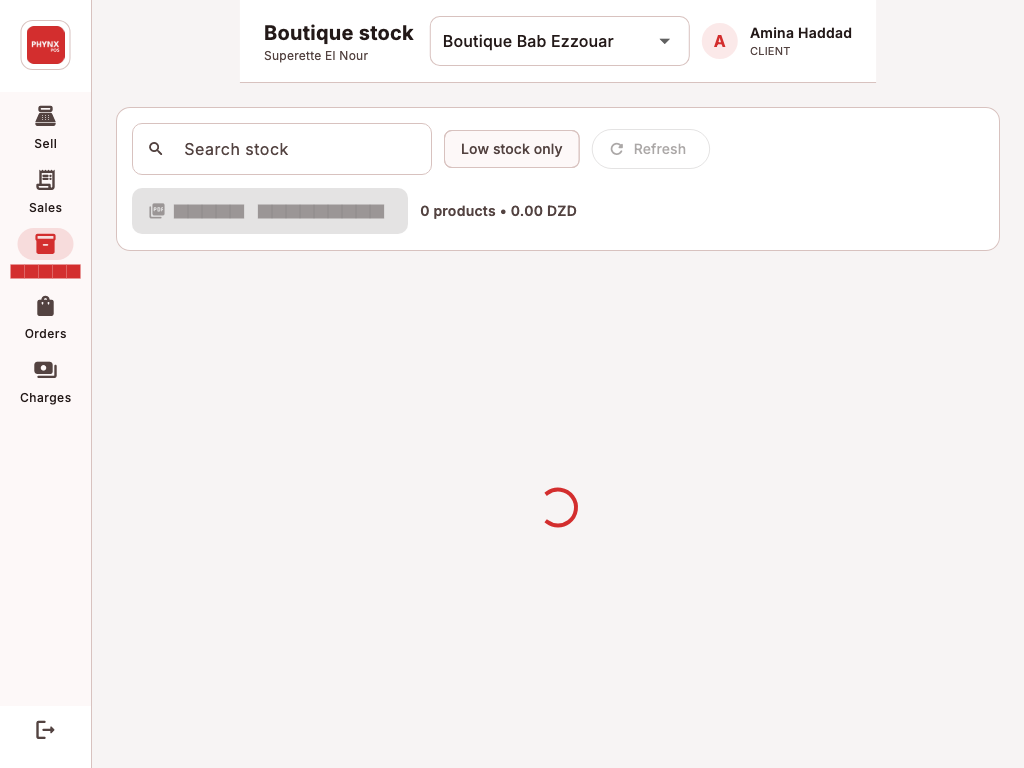 PHYNX
POS
Boutique stock
Superette El Nour
Boutique Bab Ezzouar
A
Amina Haddad
CLIENT
Sell
Sales
Orders
Charges
Search stock
Low stock only
Refresh
PDF
0 products • 0.00 DZD